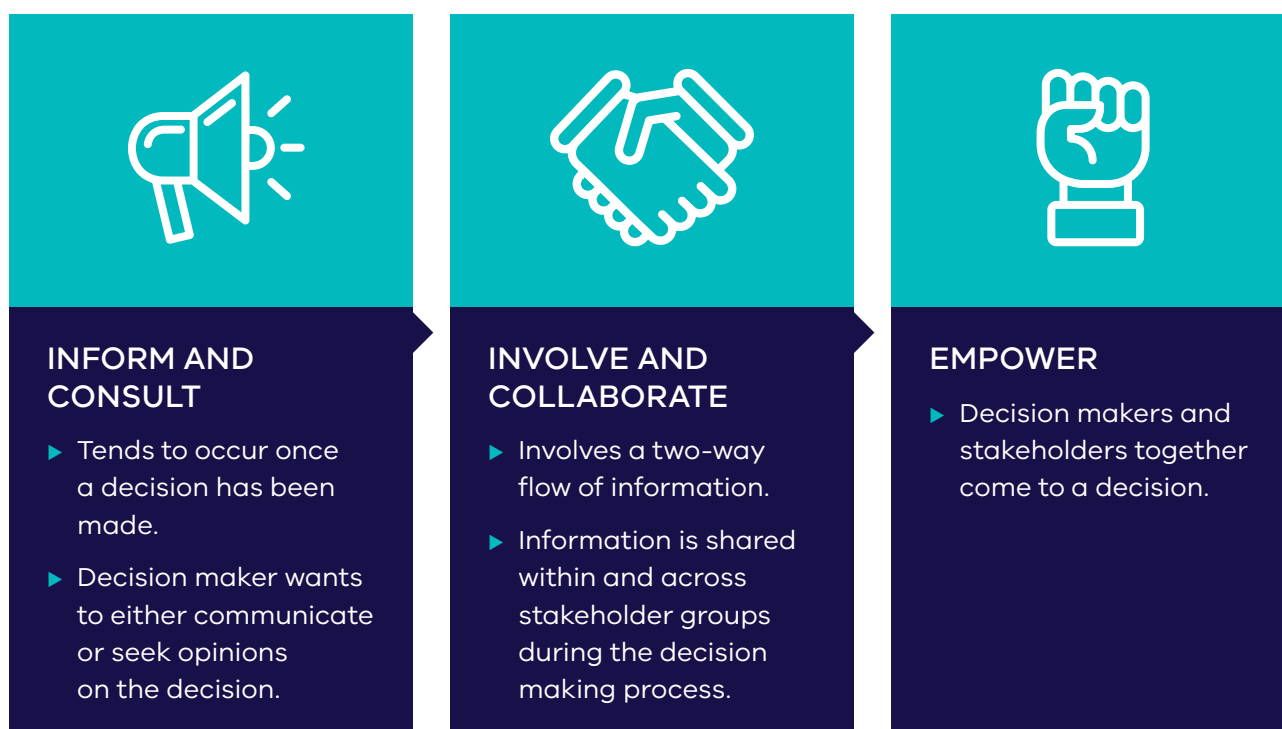 INFORM AND
CONSULT
Tends to occur once
a decision has been
made.
Decision maker wants
to either communicate
or seek opinions
on the decision.
INVOLVE AND
COLLABORATE
Involves a two-way
flow of information.
Information is shared
within and across
stakeholder groups
during the decision
making process.
EMPOWER
Decision makers and
stakeholders together
come to a decision.